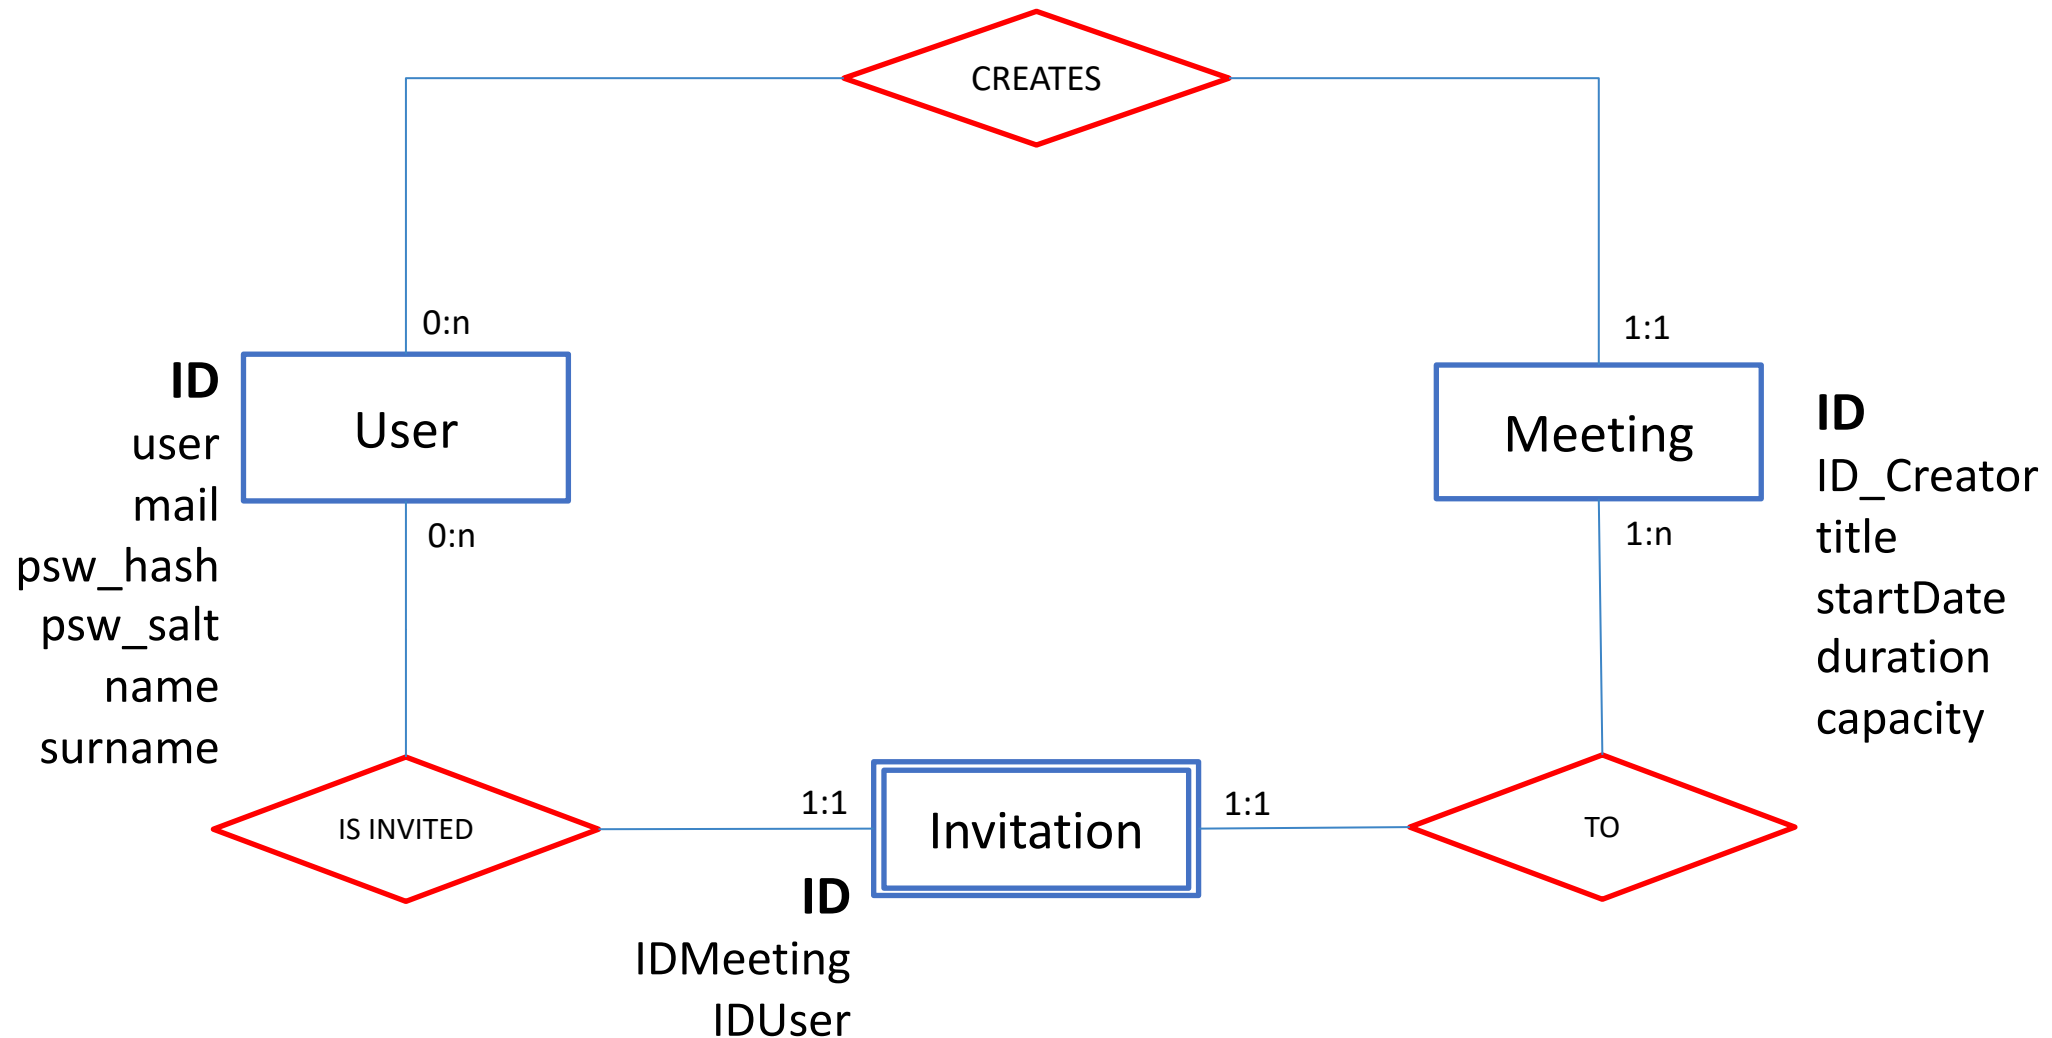 CREATES
0:n
1:1
ID
user
mail
psw_hash
psw_salt
name
surname
User
0:n
Meeting
1:n
ID
ID_Creator
title
startDate
duration
capacity
IS INVITED
1:1
Invitation
1:1
TO
ID
IDMeeting
IDUser